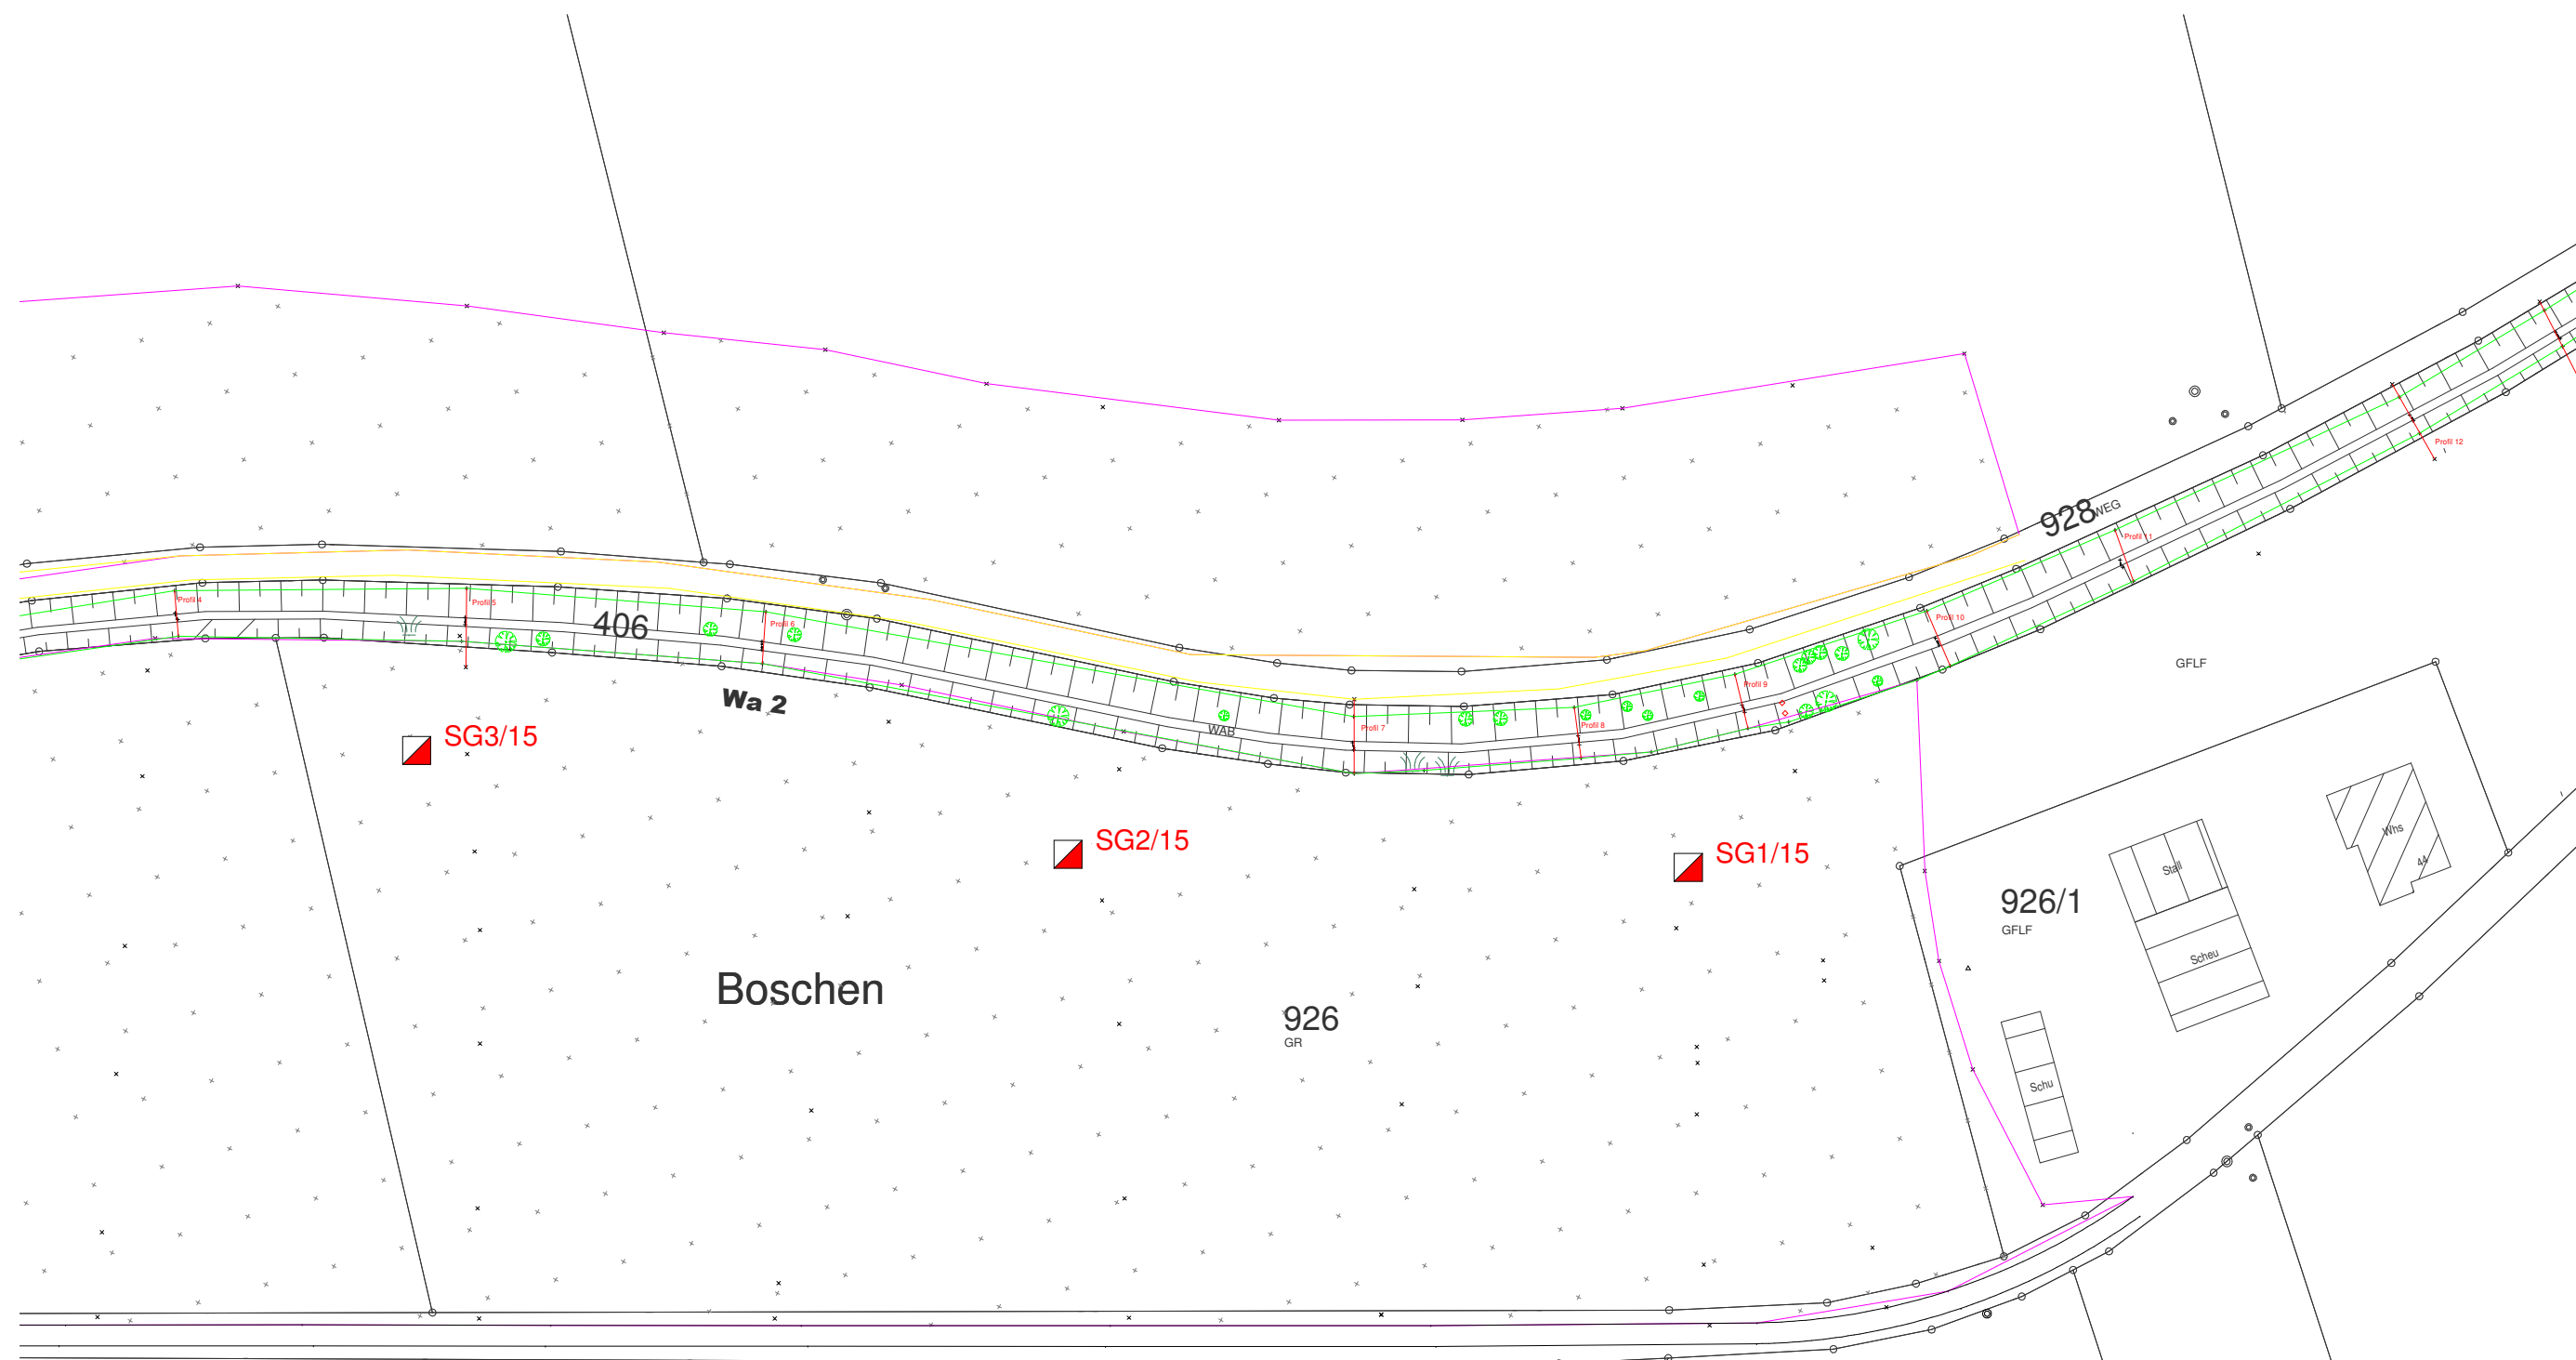 Profil 12
928 WEG
Profil 11
Profil 4
Profil 5
406
Profil 6
Profil 10
GFLF
Profil 9
Wa 2
WAB
Profil 7
Profil 8
SG3/15
SG2/15
SG1/15
Whs
44
Stall
926/1
GFLF
Scheu
Boschen
926
GR
Schu